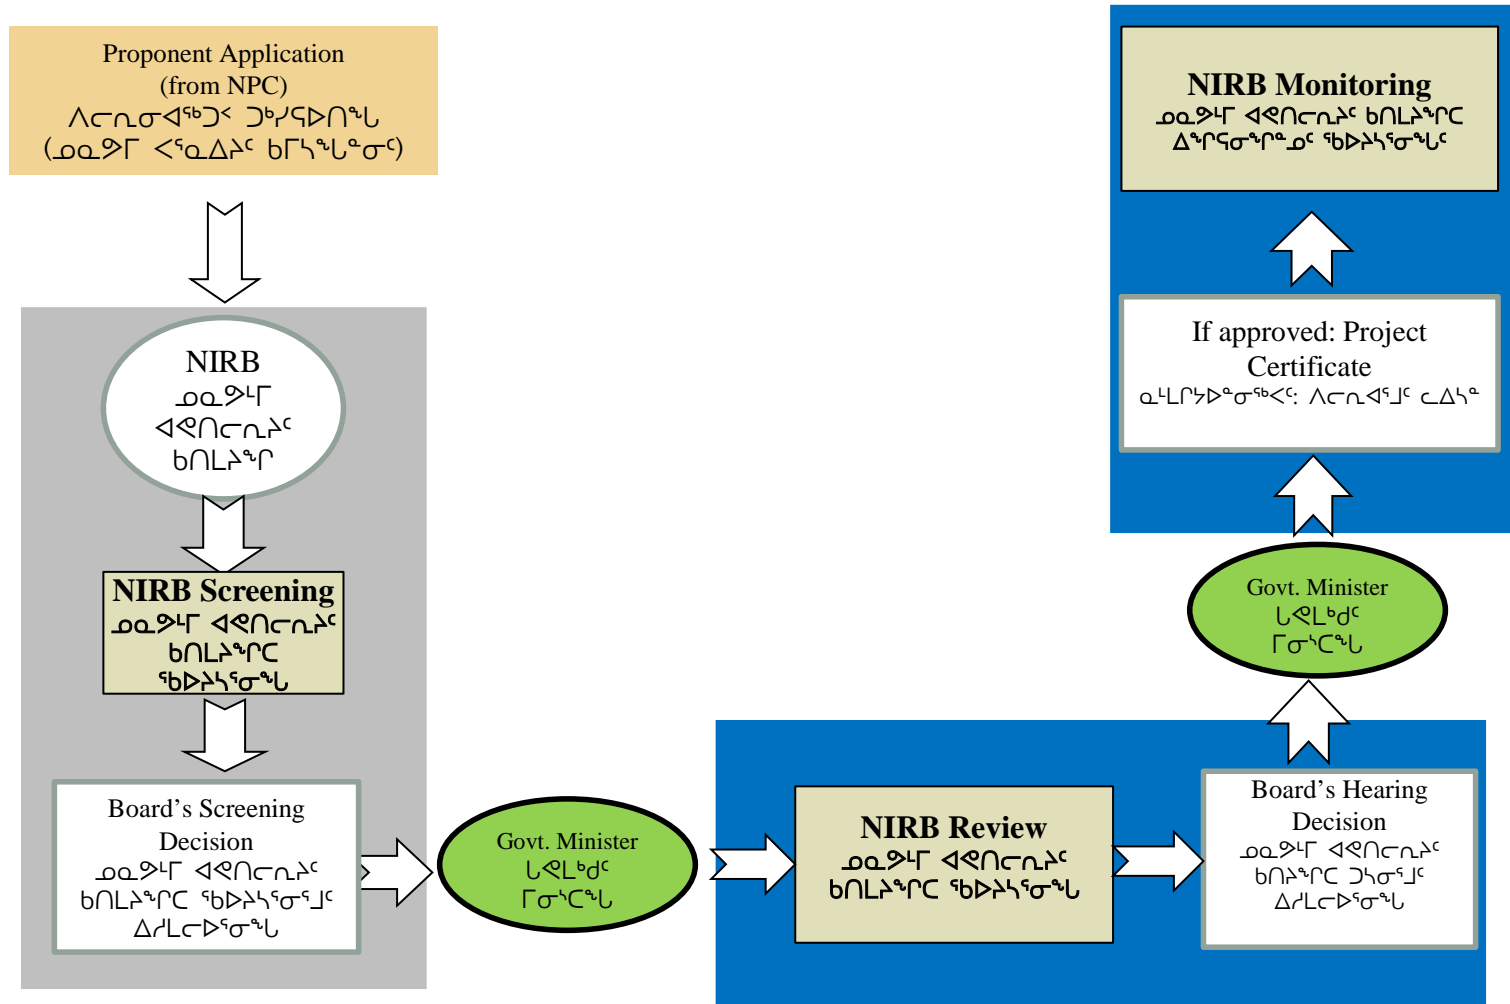 Proponent Application
(from NPC)
ᐱᓕᕆᓂᐊᖅᑐᑉ ᑐᒃᓯᕋᐅᑎᖓ
(ᓄᓇᕗᒥ ᐸᕐᓇᐃᔨᑦ ᑲᒥᓴᖓᓐᓂᑦ)
NIRB
ᓄᓇᕗᒻᒥ
ᐊᕙᑎᓕᕆᔨᑦ
ᑲᑎᒪᔨᖏ
NIRB Screening
ᓄᓇᕗᒻᒥ ᐊᕙᑎᓕᕆᔨᑦ
ᑲᑎᒪᔨᖏᑕ
ᖃᐅᔨᓴᕐᓂᖓ
Board's Screening
Decision
ᓄᓇᕗᒻᒥ ᐊᕙᑎᓕᕆᔨᑦ
ᑲᑎᒪᔨᖏᑕ ᖃᐅᔨᓴᕐᓂᕐᒧᑦ
ᐃᓱᒪᓕᐅᕐᓂᖓ
Govt. Minister
ᒐᕙᒪᒃᑯᑦ
ᒥᓂᔅᑕᖓ
NIRB Review
ᓄᓇᕗᒻᒥ ᐊᕙᑎᓕᕆᔨᑦ
ᑲᑎᒪᔨᖏᑕ ᖃᐅᔨᓴᕐᓂᖓ
Board's Hearing
Decision
ᓄᓇᕗᒻᒥ ᐊᕙᑎᓕᕆᔨᑦ
ᑲᑎᔨᖏᑕ ᑐᓴᓂᕐᒧᑦ
ᐃᓱᒪᓕᐅᕐᓂᖓ
Govt. Minister
ᒐᕙᒪᒃᑯᑦ
ᒥᓂᔅᑕᖓ
If approved: Project
Certificate
ᓇᒻᒪᒋᔭᐅᓐᓂᖅᐸᑦ: ᐱᓕᕆᐊᕐᒧᑦ ᓚᐃᓴᓐ
NIRB Monitoring
ᓄᓇᕗᒻᒥ ᐊᕙᑎᓕᕆᔨᑦ ᑲᑎᒪᔨᖏᑕ
ᐃᖏᕋᓂᖏᓐᓄᑦ ᖃᐅᔨᓴᕐᓂᖓᑦ